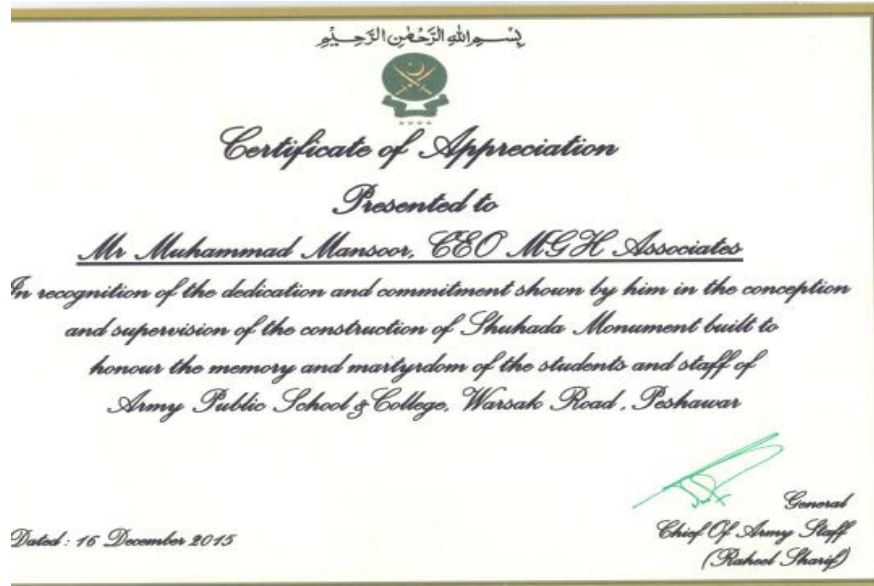 بِسْمِ اللهِ الرَّحْمٰنِ الرَّحِيْمِ
Certificate of Appreciation
Presented to
Mr Muhammad Mansoor, CEO MGH Associates
In recognition of the dedication and commitment shown by him in the conception
and supervision of the construction of Shuhada Monument built to
honour the memory and martyrdom of the students and staff of
Army Public School & College, Warsak Road, Peshawar
General
Dated : 16 December 2015
Chief Of Army Staff
(Raheel Sharif)